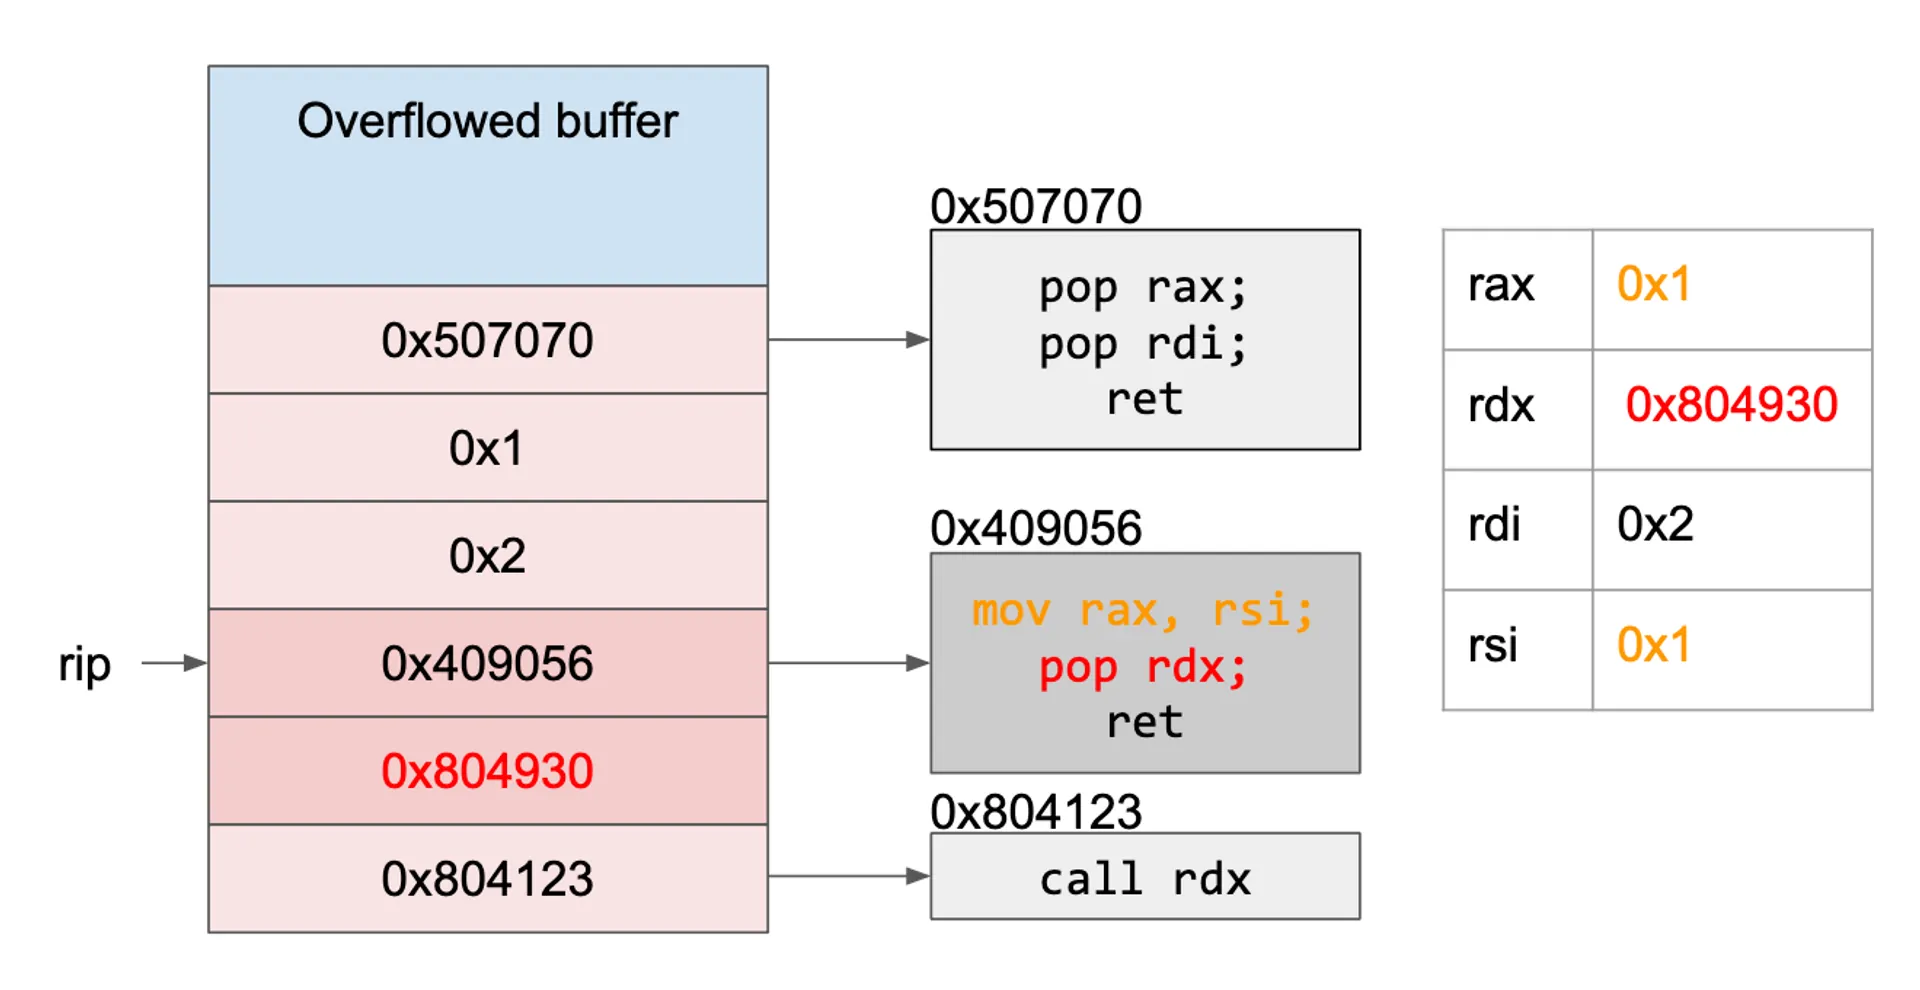 Overflowed buffer
0x507070
0x1
0x2
rip
0x409056
0x804930
0x804123
0x507070
pop rax;
pop rdi;
ret
0x409056
mov rax, rsi;
pop rdx;
ret
0x804123
call rdx
rax 0x1
rdx 0x804930
rdi 0x2
rsi 0x1